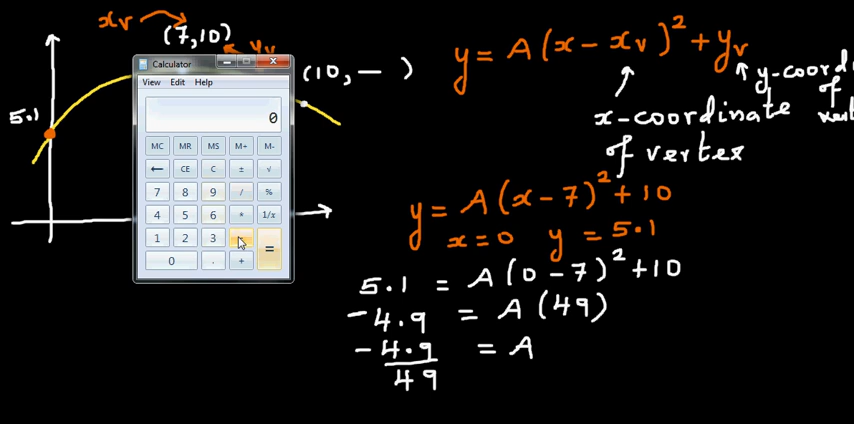 xᵥ
(7,10)
yᵥ
y = A(x - xᵥ)² + yᵥ
(10, — )
5.1
x-coordinate
of vertex
y-coord
of
Calculator
View Edit Help
0
MC MR MS M+ M-
← CE C ± √
7 8 9 / %
4 5 6 * 1/x
1 2 3 =
0 . +
y = A(x-7)² + 10
x=0 y = 5.1
5.1 = A(0-7)² + 10
-4.9 = A(49)
-4.9/49 = A